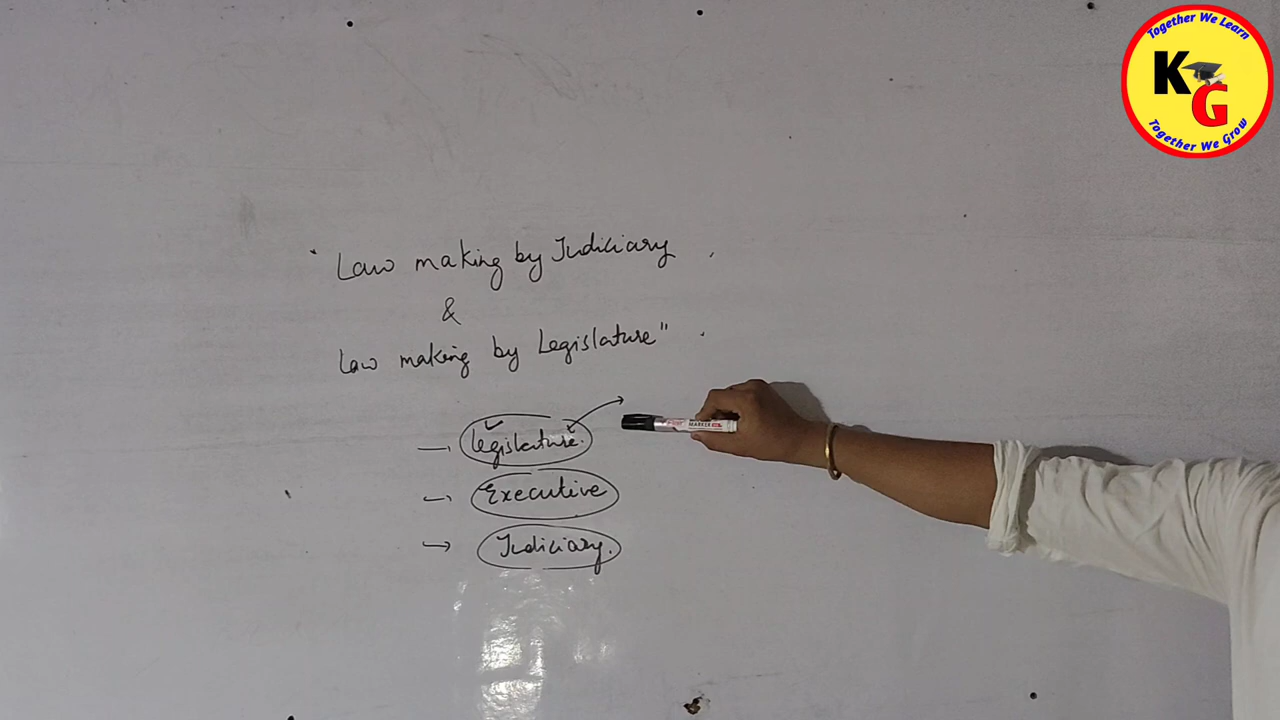 Together We Learn
KG
Together We Grow
"Law making by Judiciary.
&
Law making by Legislature".
legislature.
Executive
Judiciary.
MARKER